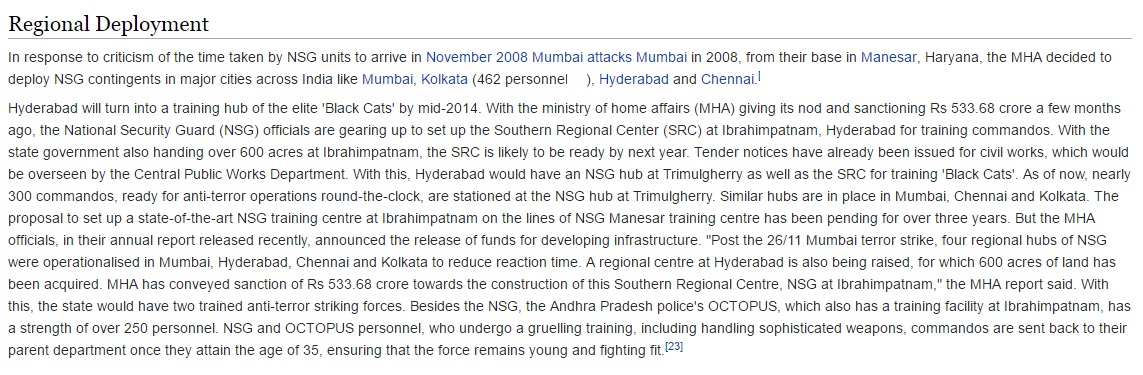 Regional Deployment
In response to criticism of the time taken by NSG units to arrive in November 2008 Mumbai attacks Mumbai in 2008, from their base in Manesar, Haryana, the MHA decided to
deploy NSG contingents in major cities across India like Mumbai, Kolkata (462 personnel ), Hyderabad and Chennai.
Hyderabad will turn into a training hub of the elite 'Black Cats' by mid-2014. With the ministry of home affairs (MHA) giving its nod and sanctioning Rs 533.68 crore a few months
ago, the National Security Guard (NSG) officials are gearing up to set up the Southern Regional Center (SRC) at Ibrahimpatnam, Hyderabad for training commandos. With the
state government also handing over 600 acres at Ibrahimpatnam, the SRC is likely to be ready by next year. Tender notices have already been issued for civil works, which would
be overseen by the Central Public Works Department. With this, Hyderabad would have an NSG hub at Trimulgherry as well as the SRC for training 'Black Cats'. As of now, nearly
300 commandos, ready for anti-terror operations round-the-clock, are stationed at the NSG hub at Trimulgherry. Similar hubs are in place in Mumbai, Chennai and Kolkata. The
proposal to set up a state-of-the-art NSG training centre at Ibrahimpatnam on the lines of NSG Manesar training centre has been pending for over three years. But the MHA
officials, in their annual report released recently, announced the release of funds for developing infrastructure. "Post the 26/11 Mumbai terror strike, four regional hubs of NSG
were operationalised in Mumbai, Hyderabad, Chennai and Kolkata to reduce reaction time. A regional centre at Hyderabad is also being raised, for which 600 acres of land has
been acquired. MHA has conveyed sanction of Rs 533.68 crore towards the construction of this Southern Regional Centre, NSG at Ibrahimpatnam," the MHA report said. With
this, the state would have two trained anti-terror striking forces. Besides the NSG, the Andhra Pradesh police's OCTOPUS, which also has a training facility at Ibrahimpatnam, has
a strength of over 250 personnel. NSG and OCTOPUS personnel, who undergo a gruelling training, including handling sophisticated weapons, commandos are sent back to their
parent department once they attain the age of 35, ensuring that the force remains young and fighting fit.[23]